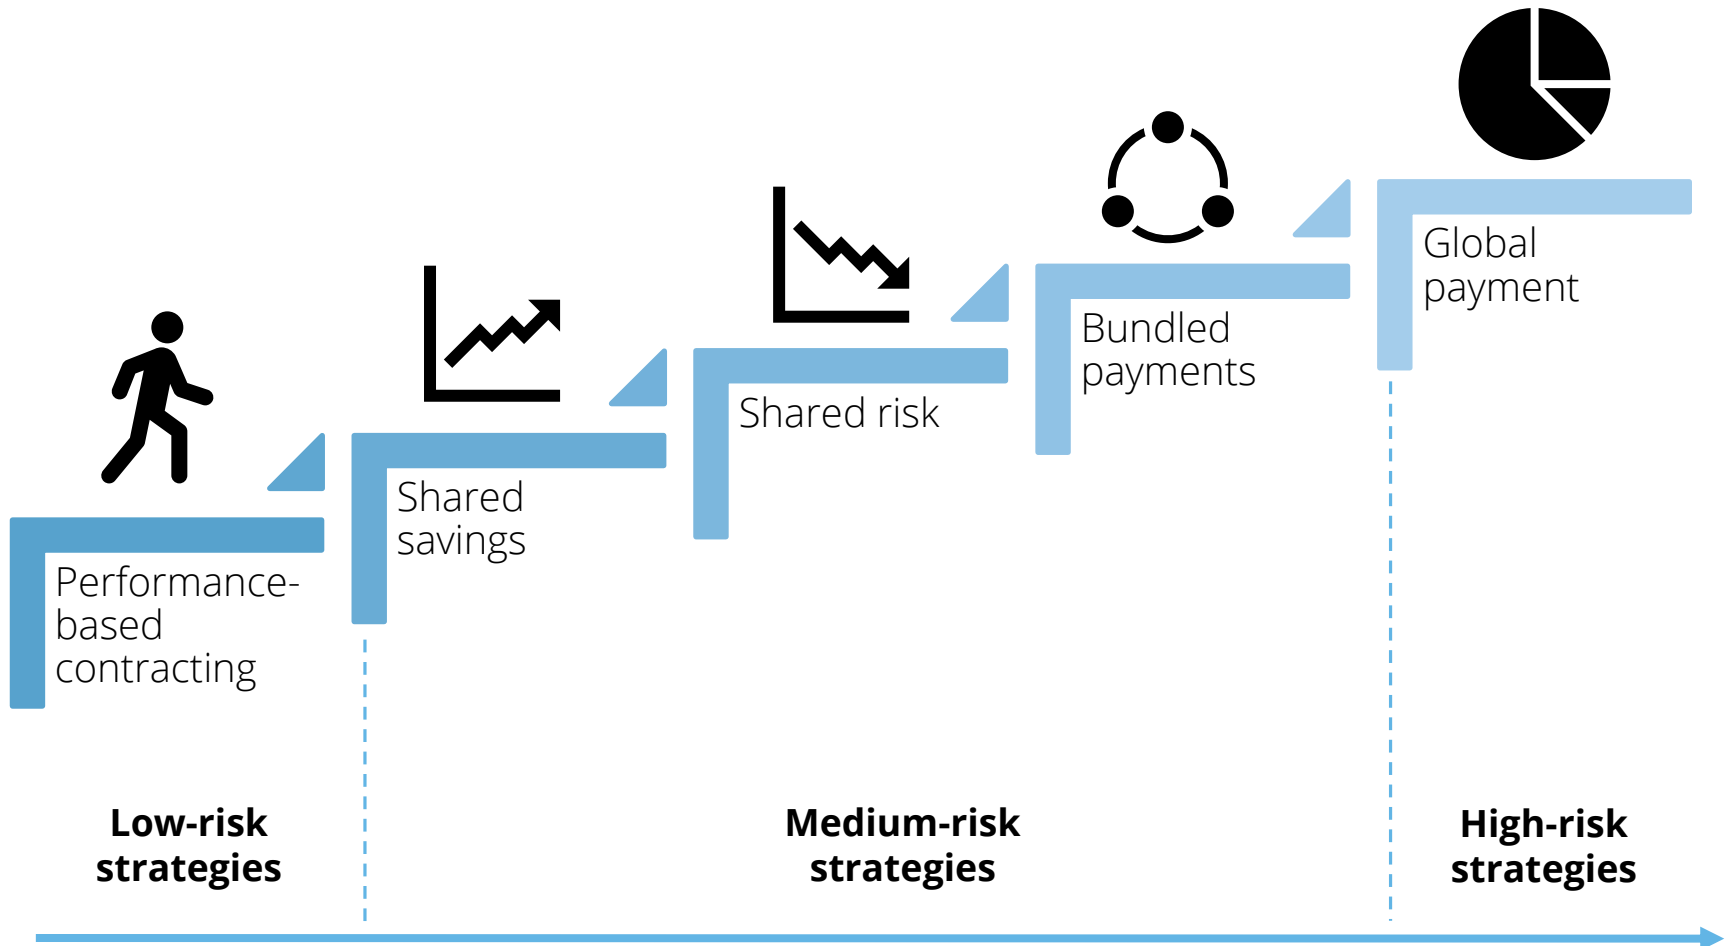 Performance-
based
contracting
Shared
savings
Shared risk
Bundled
payments
Global
payment
Low-risk
strategies
Medium-risk
strategies
High-risk
strategies